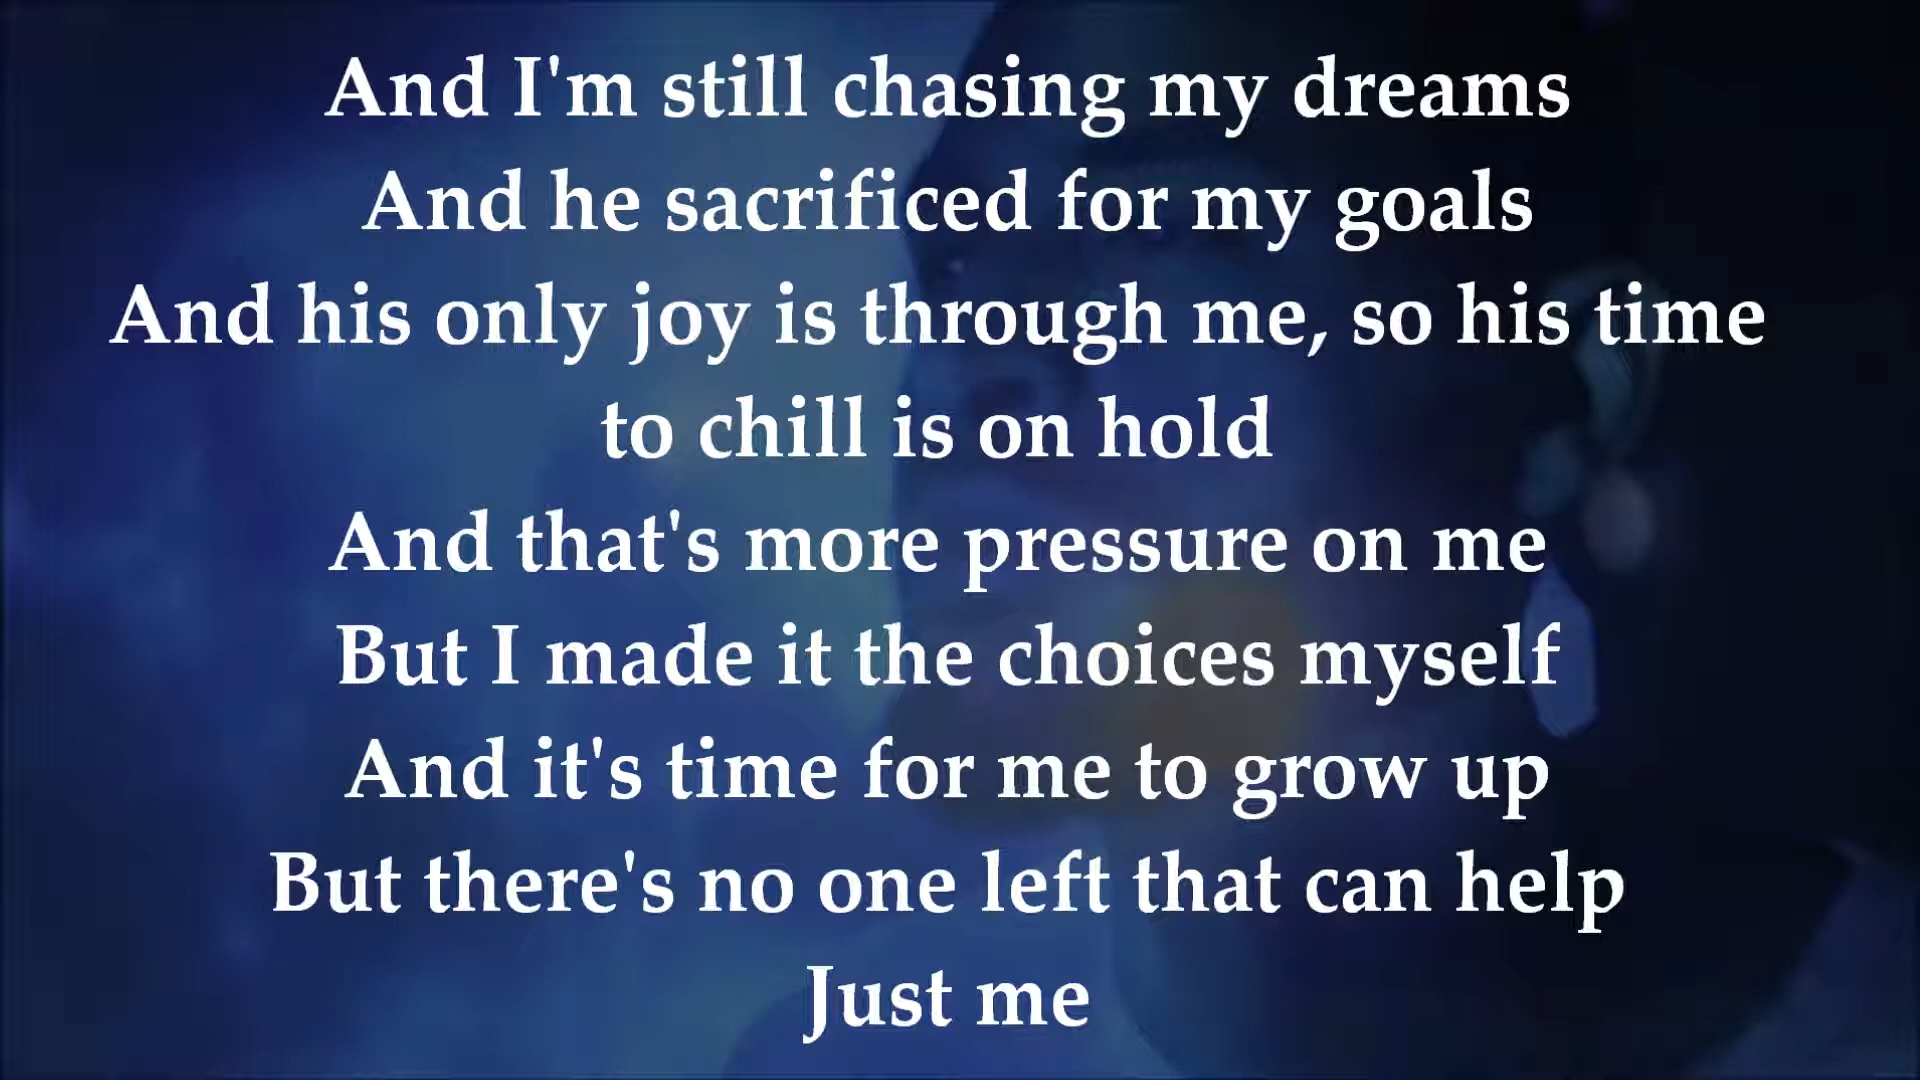 And I'm still chasing my dreams
And he sacrificed for my goals
And his only joy is through me, so his time
to chill is on hold
And that's more pressure on me
But I made it the choices myself
And it's time for me to grow up
But there's no one left that can help
Just me